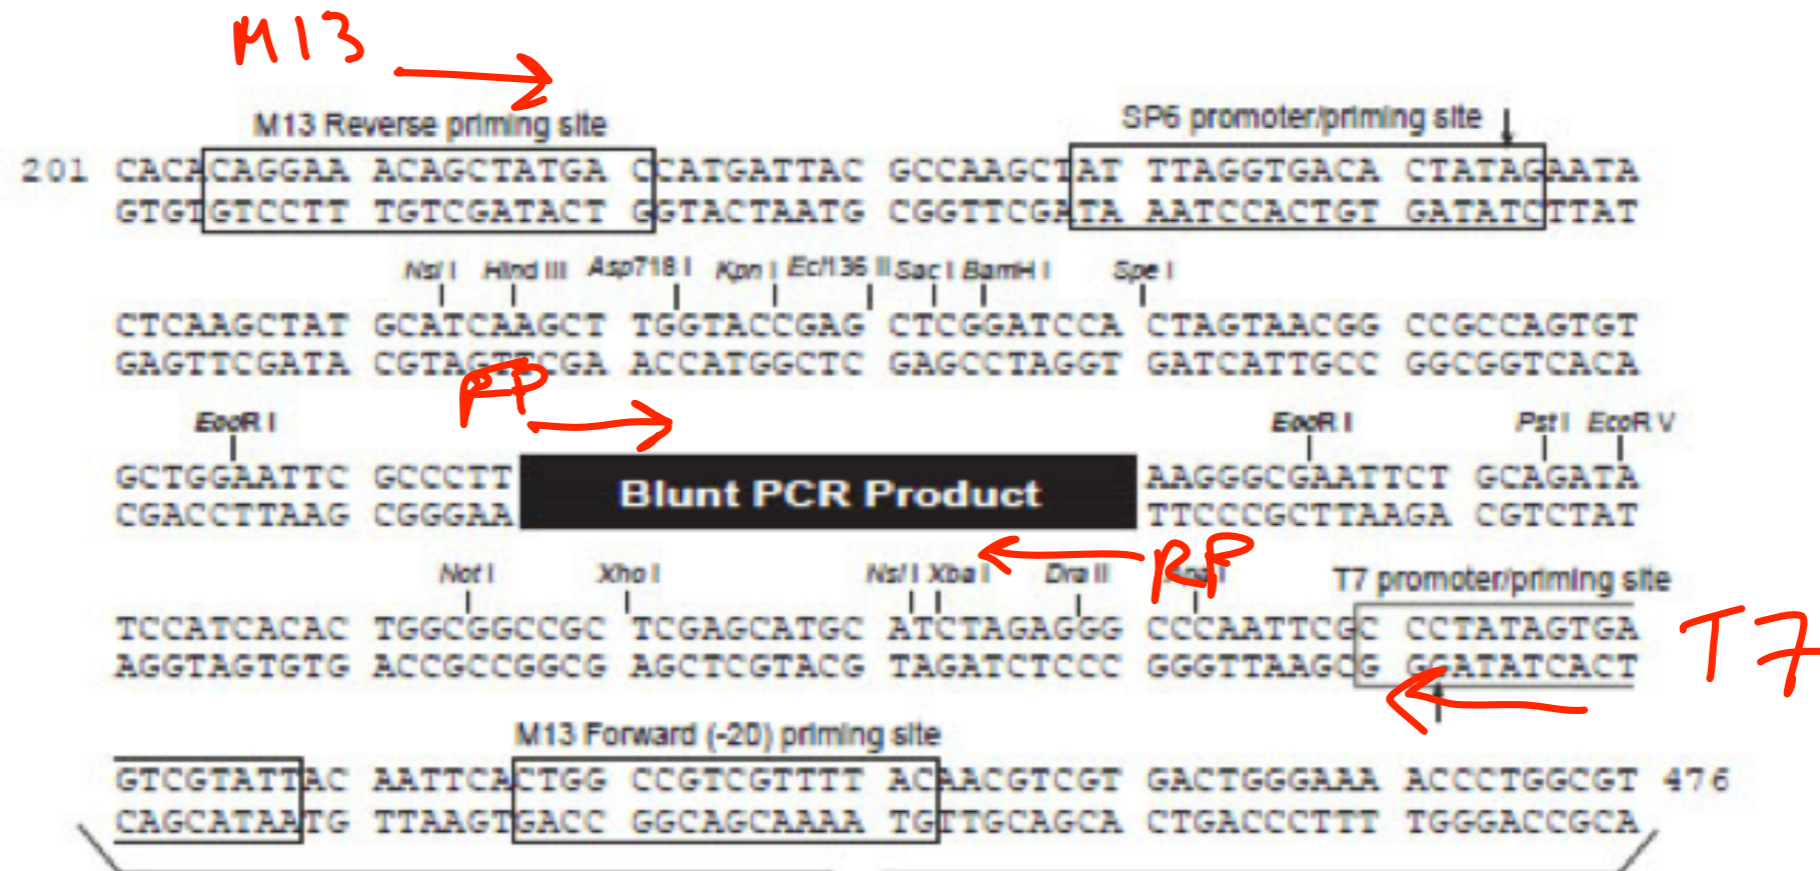 M13
M13 Reverse priming site SP6 promoter/priming site
201 CACACAGGAA ACAGCTATGA CCATGATTAC GCCAAGCTAT TTAGGTGACA CTATAGAATA
GTGTGTCCTT TGTCGATACT GGTACTAATG CGGTTCGATA AATCCACTGT GATATCTTAT
Nsi I Hind III Asp718 I Kpn I Ecl136 II Sac I BamH I Spe I
CTCAAGCTAT GCATCAAGCT TGGTACCGAG CTCGGATCCA CTAGTAACGG CCGCCAGTGT
GAGTTCGATA CGTAGTTCGA ACCATGGCTC GAGCCTAGGT GATCATTGCC GGCGGTCACA
FP
EcoR I EcoR I Pst I EcoR V
GCTGGAATTC GCCCTT Blunt PCR Product AAGGGCGAATTCT GCAGATA
CGACCTTAAG CGGGAA TTCCCGCTTAAGA CGTCTAT
RP
Not I Xho I Nsi I Xba I Dra II Apa I T7 promoter/priming site
TCCATCACAC TGGCGGCCGC TCGAGCATGC ATCTAGAGGG CCCAATTCGC CCTATAGTGA T7
AGGTAGTGTG ACCGCCGGCG AGCTCGTACG TAGATCTCCC GGGTTAAGCG GGATATCACT
M13 Forward (-20) priming site
GTCGTATTAC AATTCACTGG CCGTCGTTTT ACAACGTCGT GACTGGGAAA ACCCTGGCGT 476
CAGCATAATG TTAAGTGACC GGCAGCAAAA TGTTGCAGCA CTGACCCTTT TGGGACCGCA